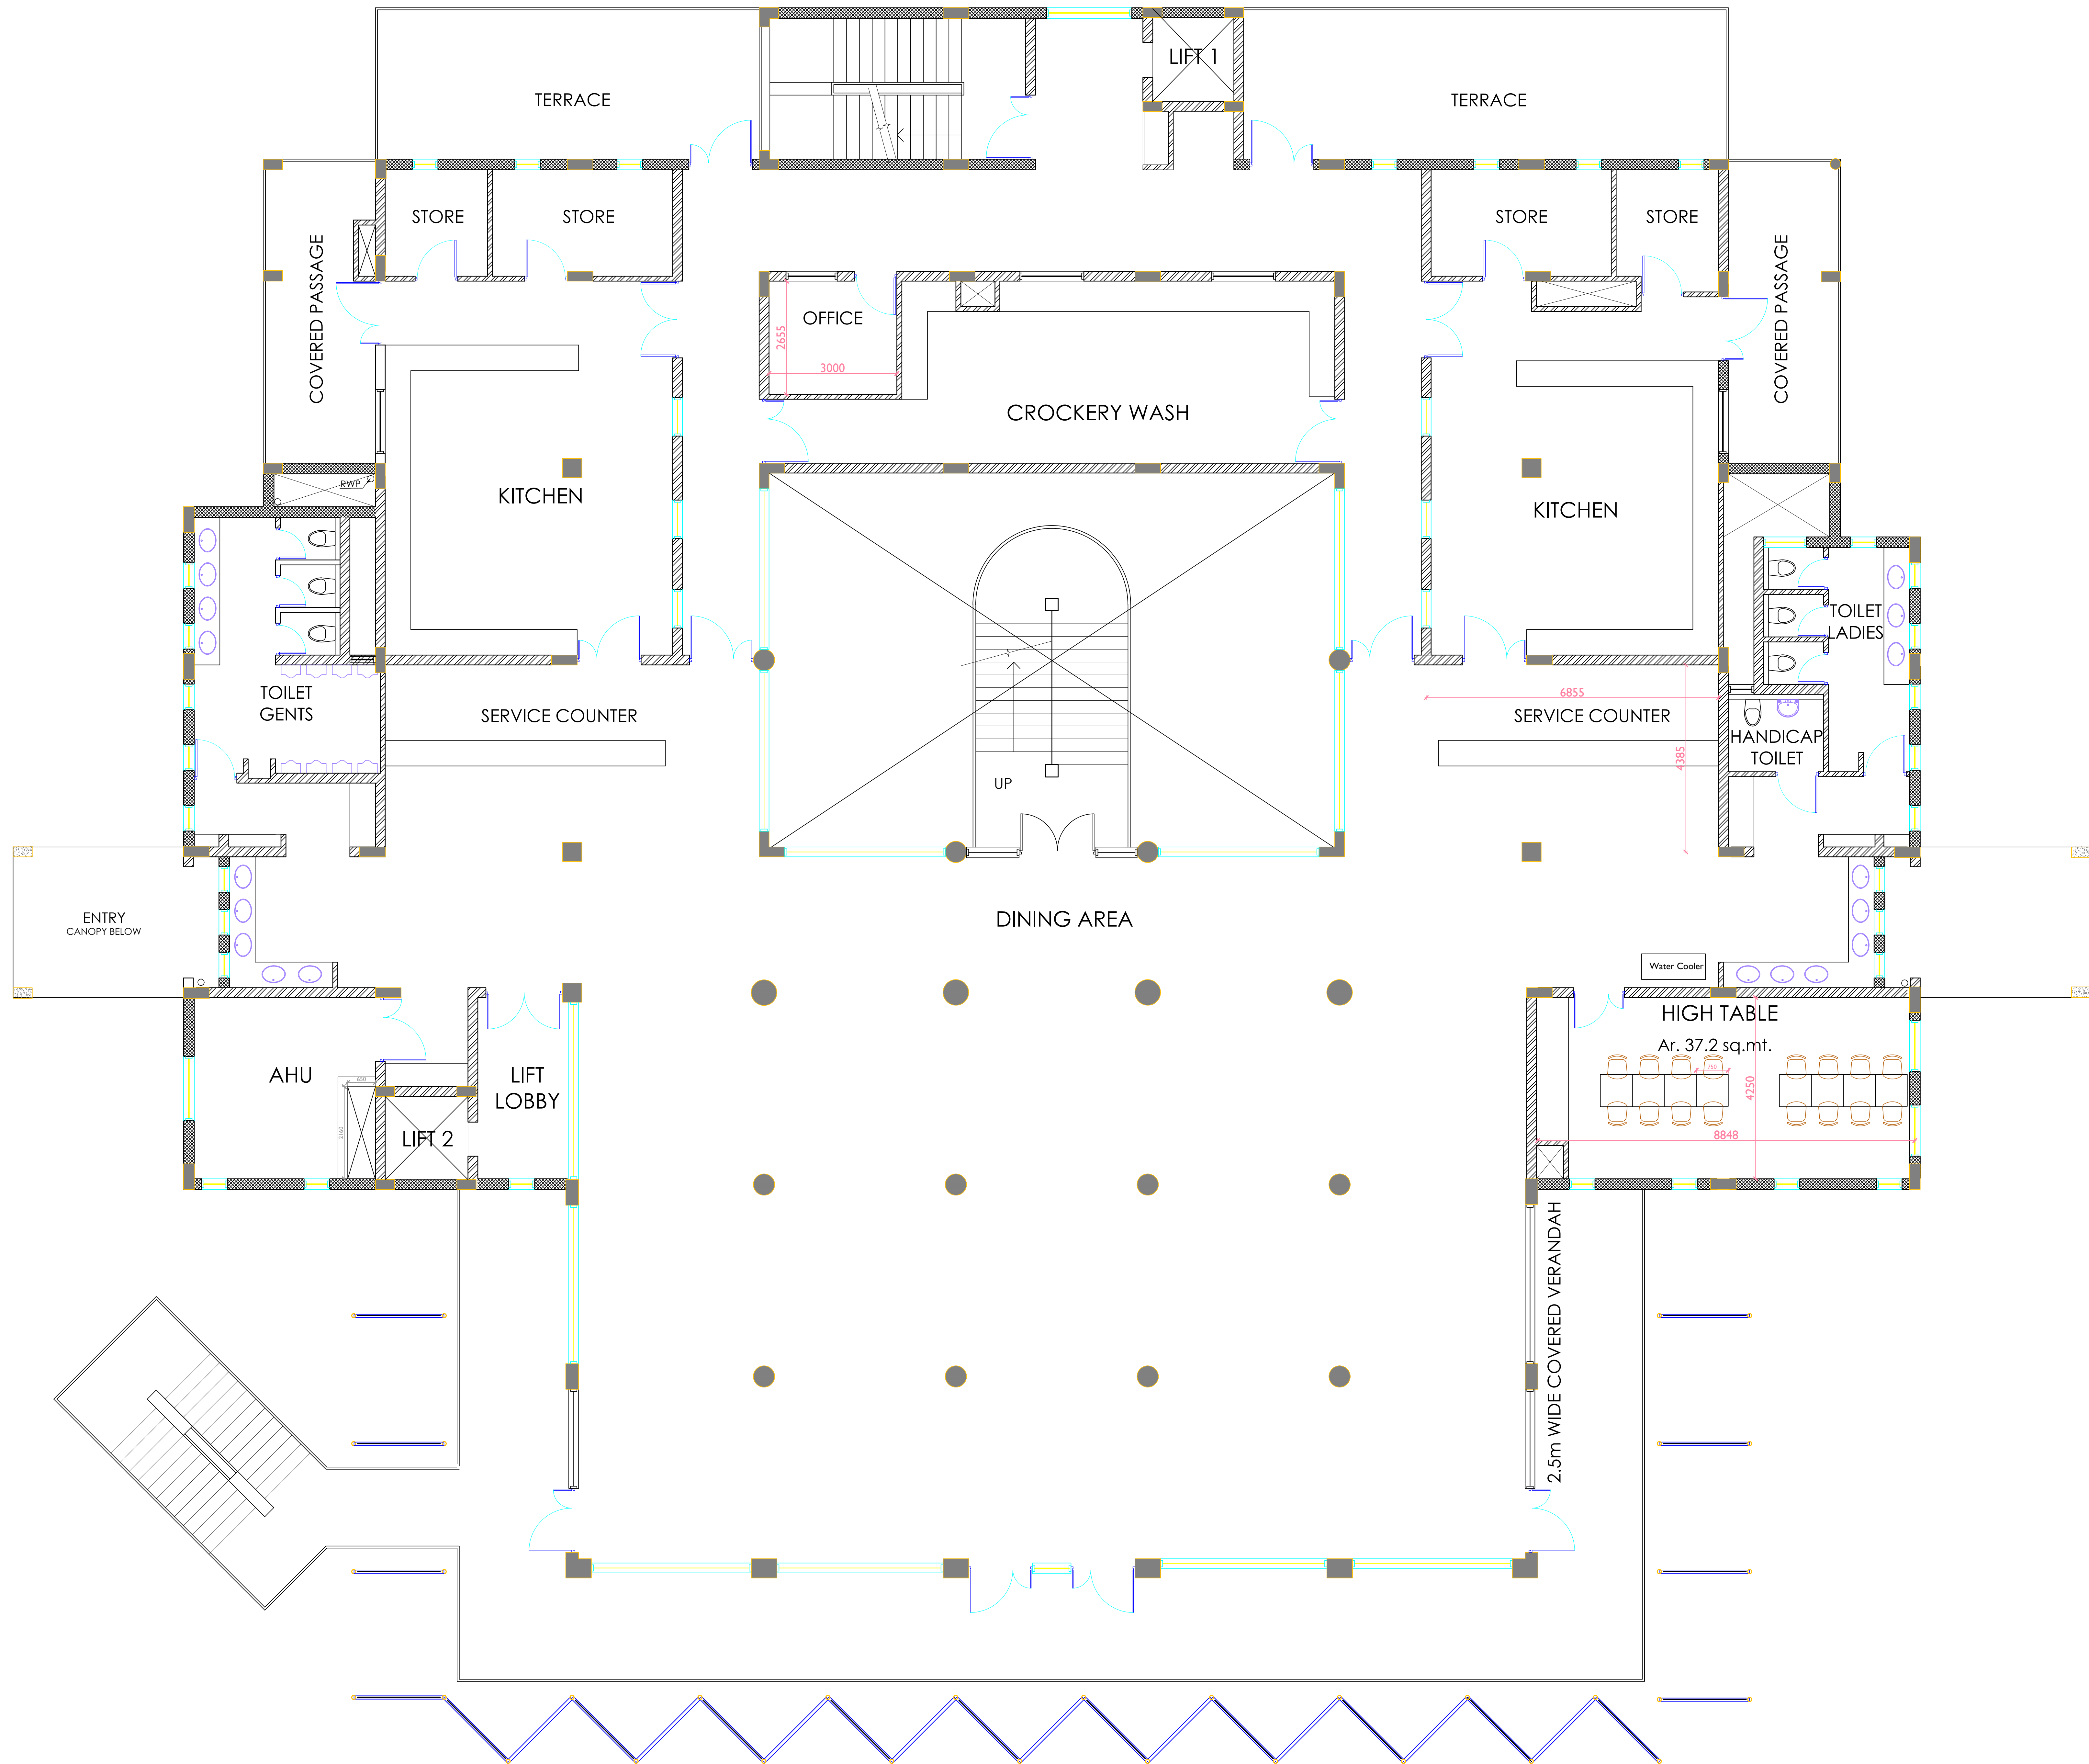 LIFT 1
TERRACE
TERRACE
STORE
STORE
STORE
STORE
COVERED PASSAGE
COVERED PASSAGE
OFFICE
2655
3000
CROCKERY WASH
RWP
KITCHEN
KITCHEN
TOILET
LADIES
TOILET
GENTS
6855
SERVICE COUNTER
SERVICE COUNTER
4385
HANDICAP
TOILET
UP
ENTRY
CANOPY BELOW
DINING AREA
Water Cooler
HIGH TABLE
Ar. 37.2 sq.mt.
750
4250
8848
AHU
650
2160
LIFT
LOBBY
LIFT 2
2.5m WIDE COVERED VERANDAH